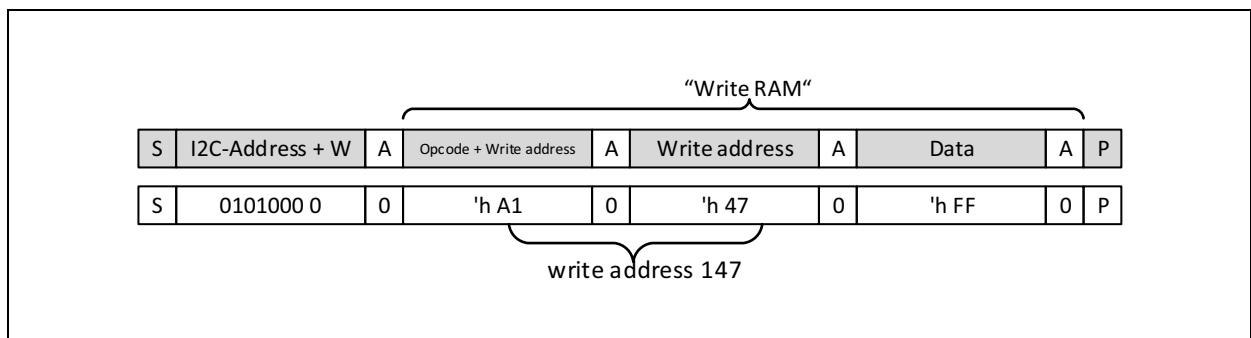 “Write RAM“
S I2C-Address + W A Opcode + Write address A Write address A Data A P
S 0101000 0 0 'h A1 0 'h 47 0 'h FF 0 P
write address 147